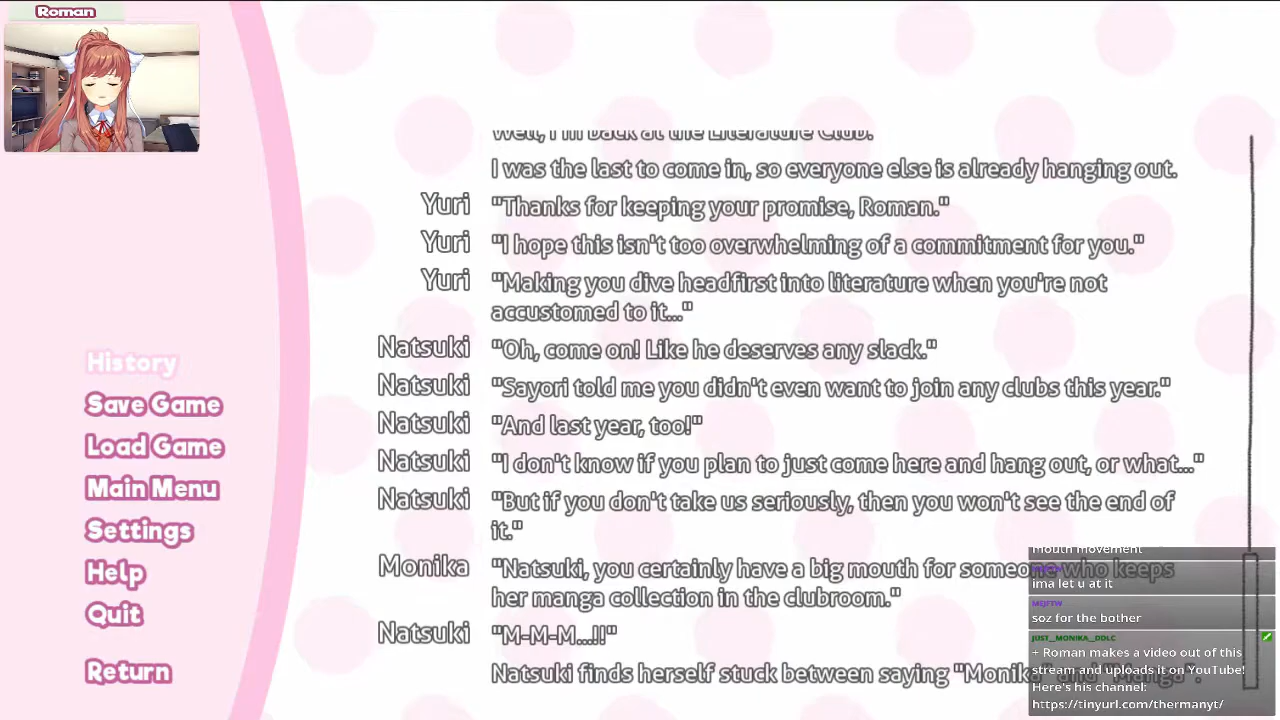 Roman
Well, I'm back at the Literature Club.
I was the last to come in, so everyone else is already hanging out.
Yuri "Thanks for keeping your promise, Roman."
Yuri "I hope this isn't too overwhelming of a commitment for you."
Yuri "Making you dive headfirst into literature when you're not
accustomed to it..."
Natsuki "Oh, come on! Like he deserves any slack."
Natsuki "Sayori told me you didn't even want to join any clubs this year."
Natsuki "And last year, too!"
Natsuki "I don't know if you plan to just come here and hang out, or what..."
Natsuki "But if you don't take us seriously, then you won't see the end of
it."
Monika "Natsuki, you certainly have a big mouth for someone who keeps
her manga collection in the clubroom."
Natsuki "M-M-M...!!"
Natsuki finds herself stuck between saying "Monika" and "Manga".
History
Save Game
Load Game
Main Menu
Settings
Help
Quit
Return
mouth movement
ima let u at it
soz for the bother
JUST__MONIKA__DDLC
+ Roman makes a video out of this
stream and uploads it on YouTube!
Here's his channel:
https://tinyurl.com/thermanyt/